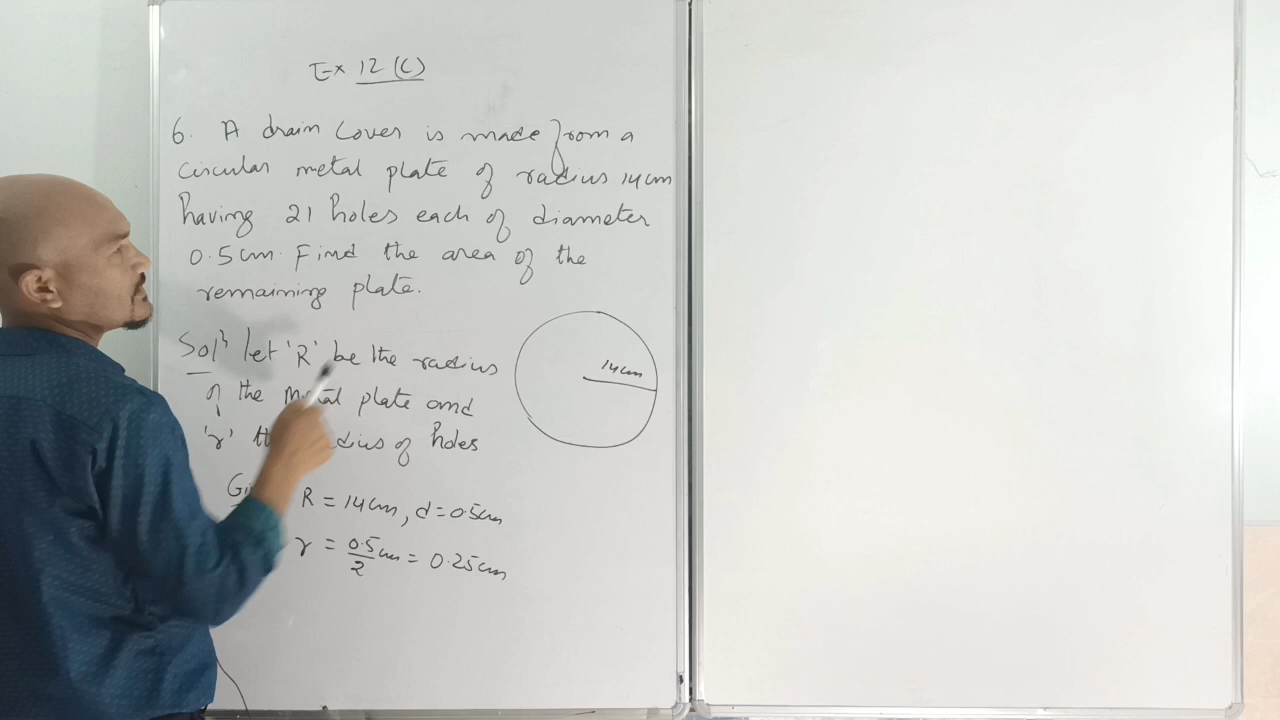 Ex 12 (C)
6. A drain cover is made from a
circular metal plate of radius 14cm
having 21 holes each of diameter
0.5cm. Find the area of the
remaining plate.
Solⁿ let 'R' be the radius
of the metal plate and
'r' radius of holes
R = 14cm, d = 0.5cm
r = 0.5/2 cm = 0.25cm
14cm